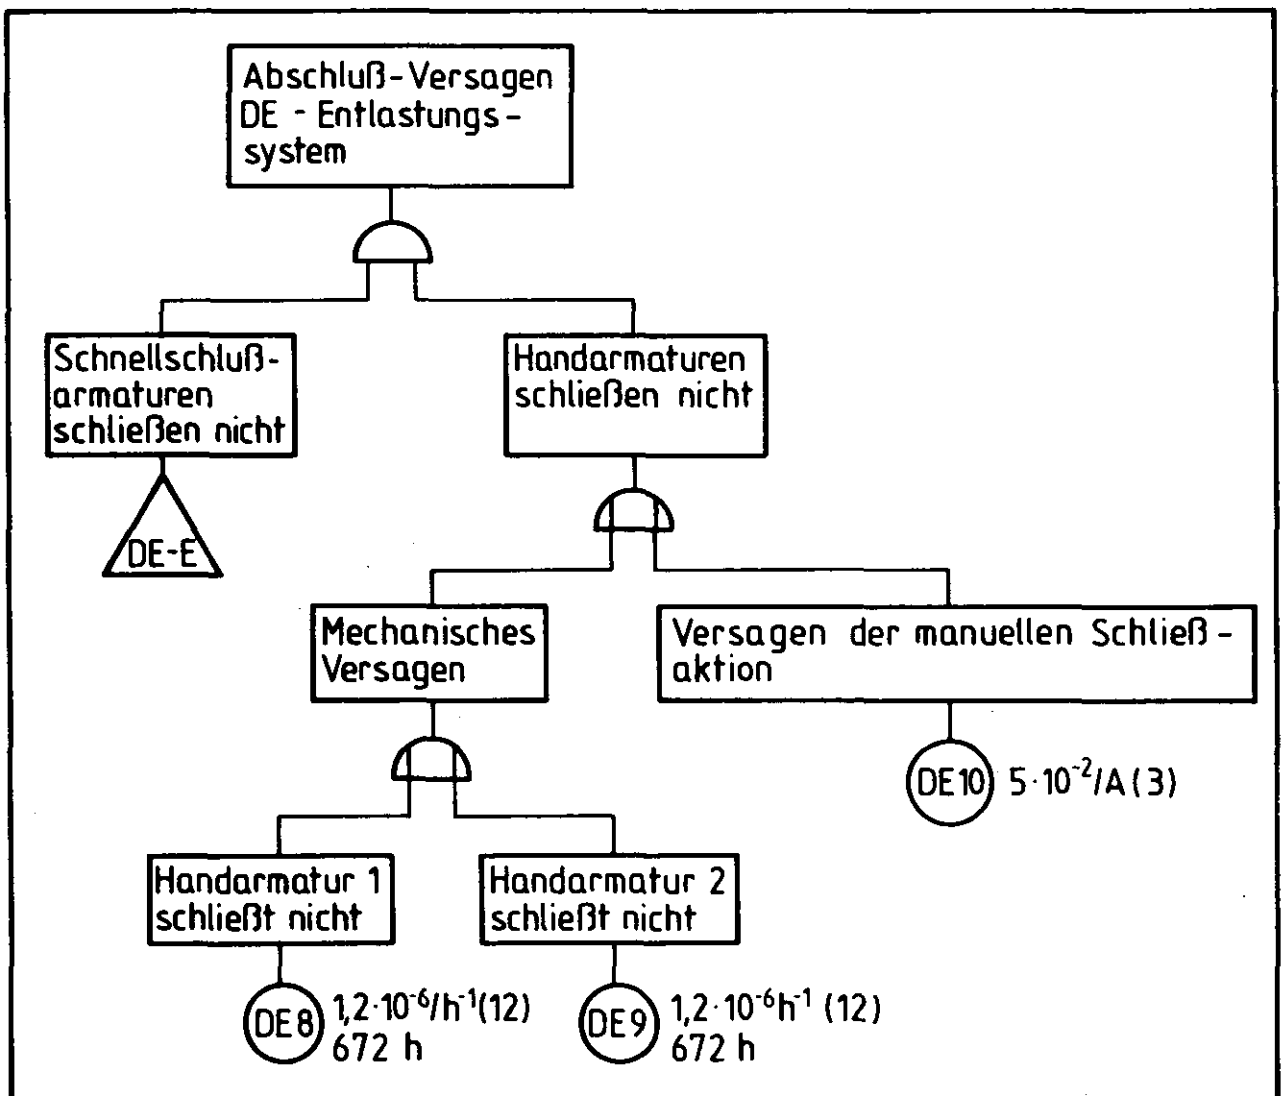 Abschluß-Versagen
DE - Entlastungs-
system
Schnellschluß-
armaturen
schließen nicht
Handarmaturen
schließen nicht
DE-E
Mechanisches
Versagen
Versagen der manuellen Schließ-
aktion
DE10 5·10⁻²/A (3)
Handarmatur 1
schließt nicht
Handarmatur 2
schließt nicht
DE8 1,2·10⁻⁶/h⁻¹(12)
672 h
DE9 1,2·10⁻⁶h⁻¹ (12)
672 h